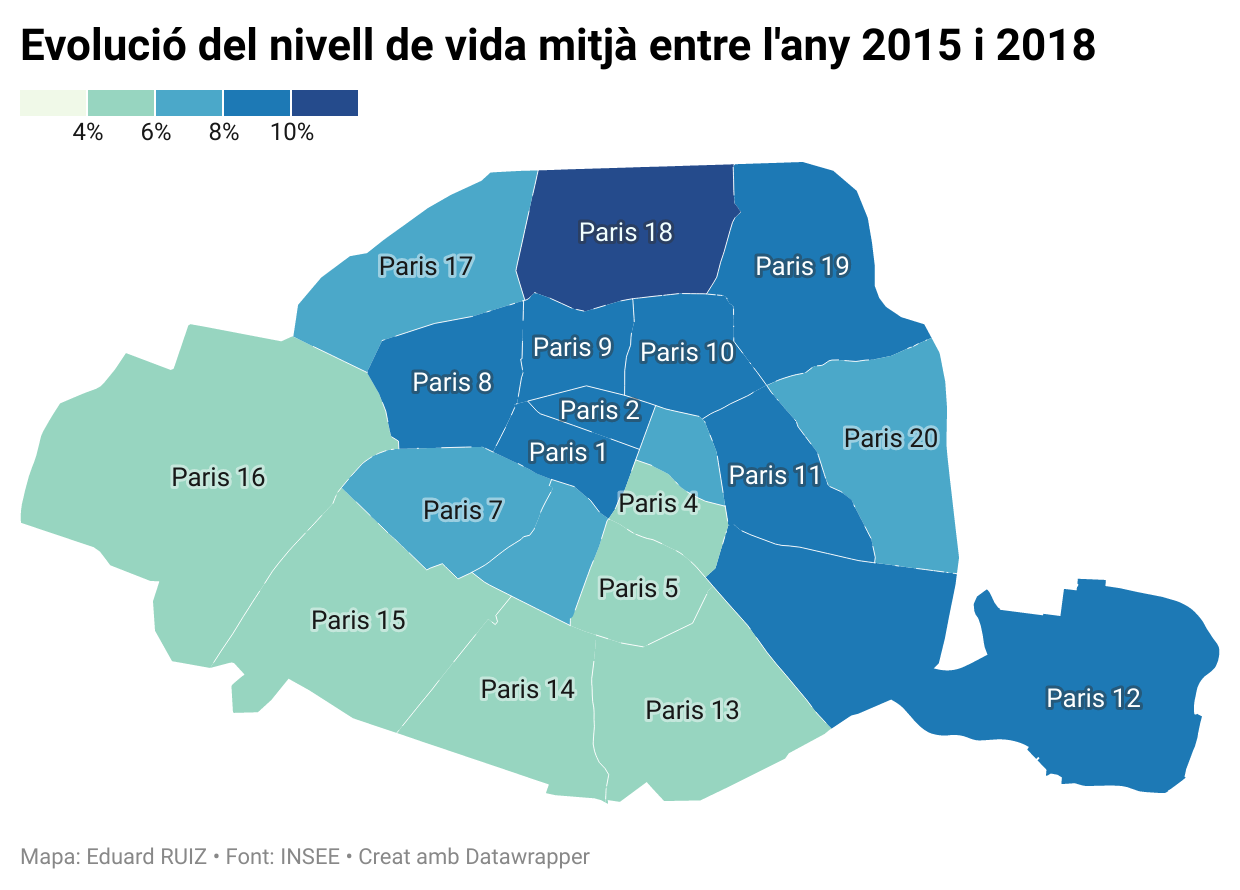 Evolució del nivell de vida mitjà entre l'any 2015 i 2018
4% 6% 8% 10%
Paris 18
Paris 17
Paris 19
Paris 9
Paris 10
Paris 8
Paris 2
Paris 20
Paris 1
Paris 16
Paris 11
Paris 4
Paris 7
Paris 5
Paris 15
Paris 14
Paris 12
Paris 13
Mapa: Eduard RUIZ • Font: INSEE • Creat amb Datawrapper